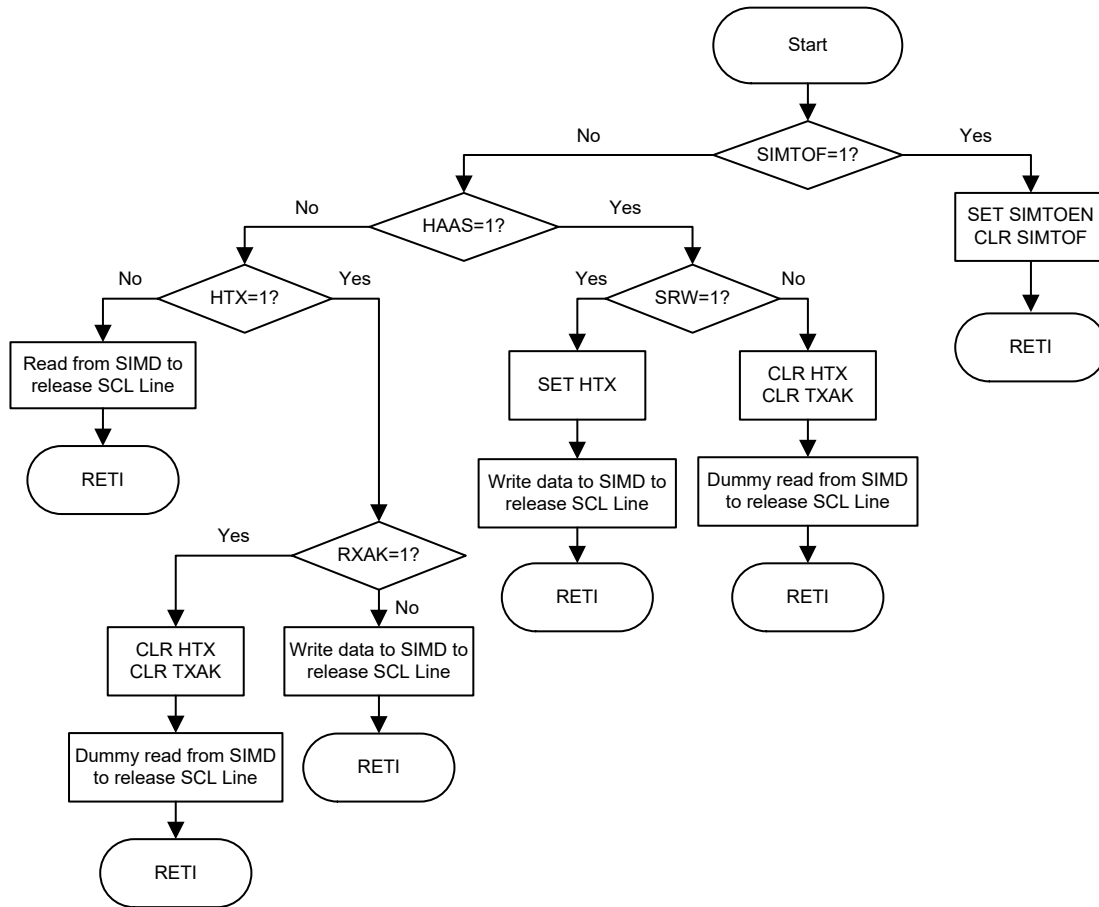 Start
No
SIMTOF=1?
Yes
No
HAAS=1?
Yes
SET SIMTOEN
CLR SIMTOF
No
HTX=1?
Yes
Yes
SRW=1?
No
RETI
Read from SIMD to
release SCL Line
SET HTX
CLR HTX
CLR TXAK
RETI
Write data to SIMD to
release SCL Line
Dummy read from SIMD
to release SCL Line
Yes
RXAK=1?
No
RETI
RETI
CLR HTX
CLR TXAK
Write data to SIMD to
release SCL Line
Dummy read from SIMD
to release SCL Line
RETI
RETI